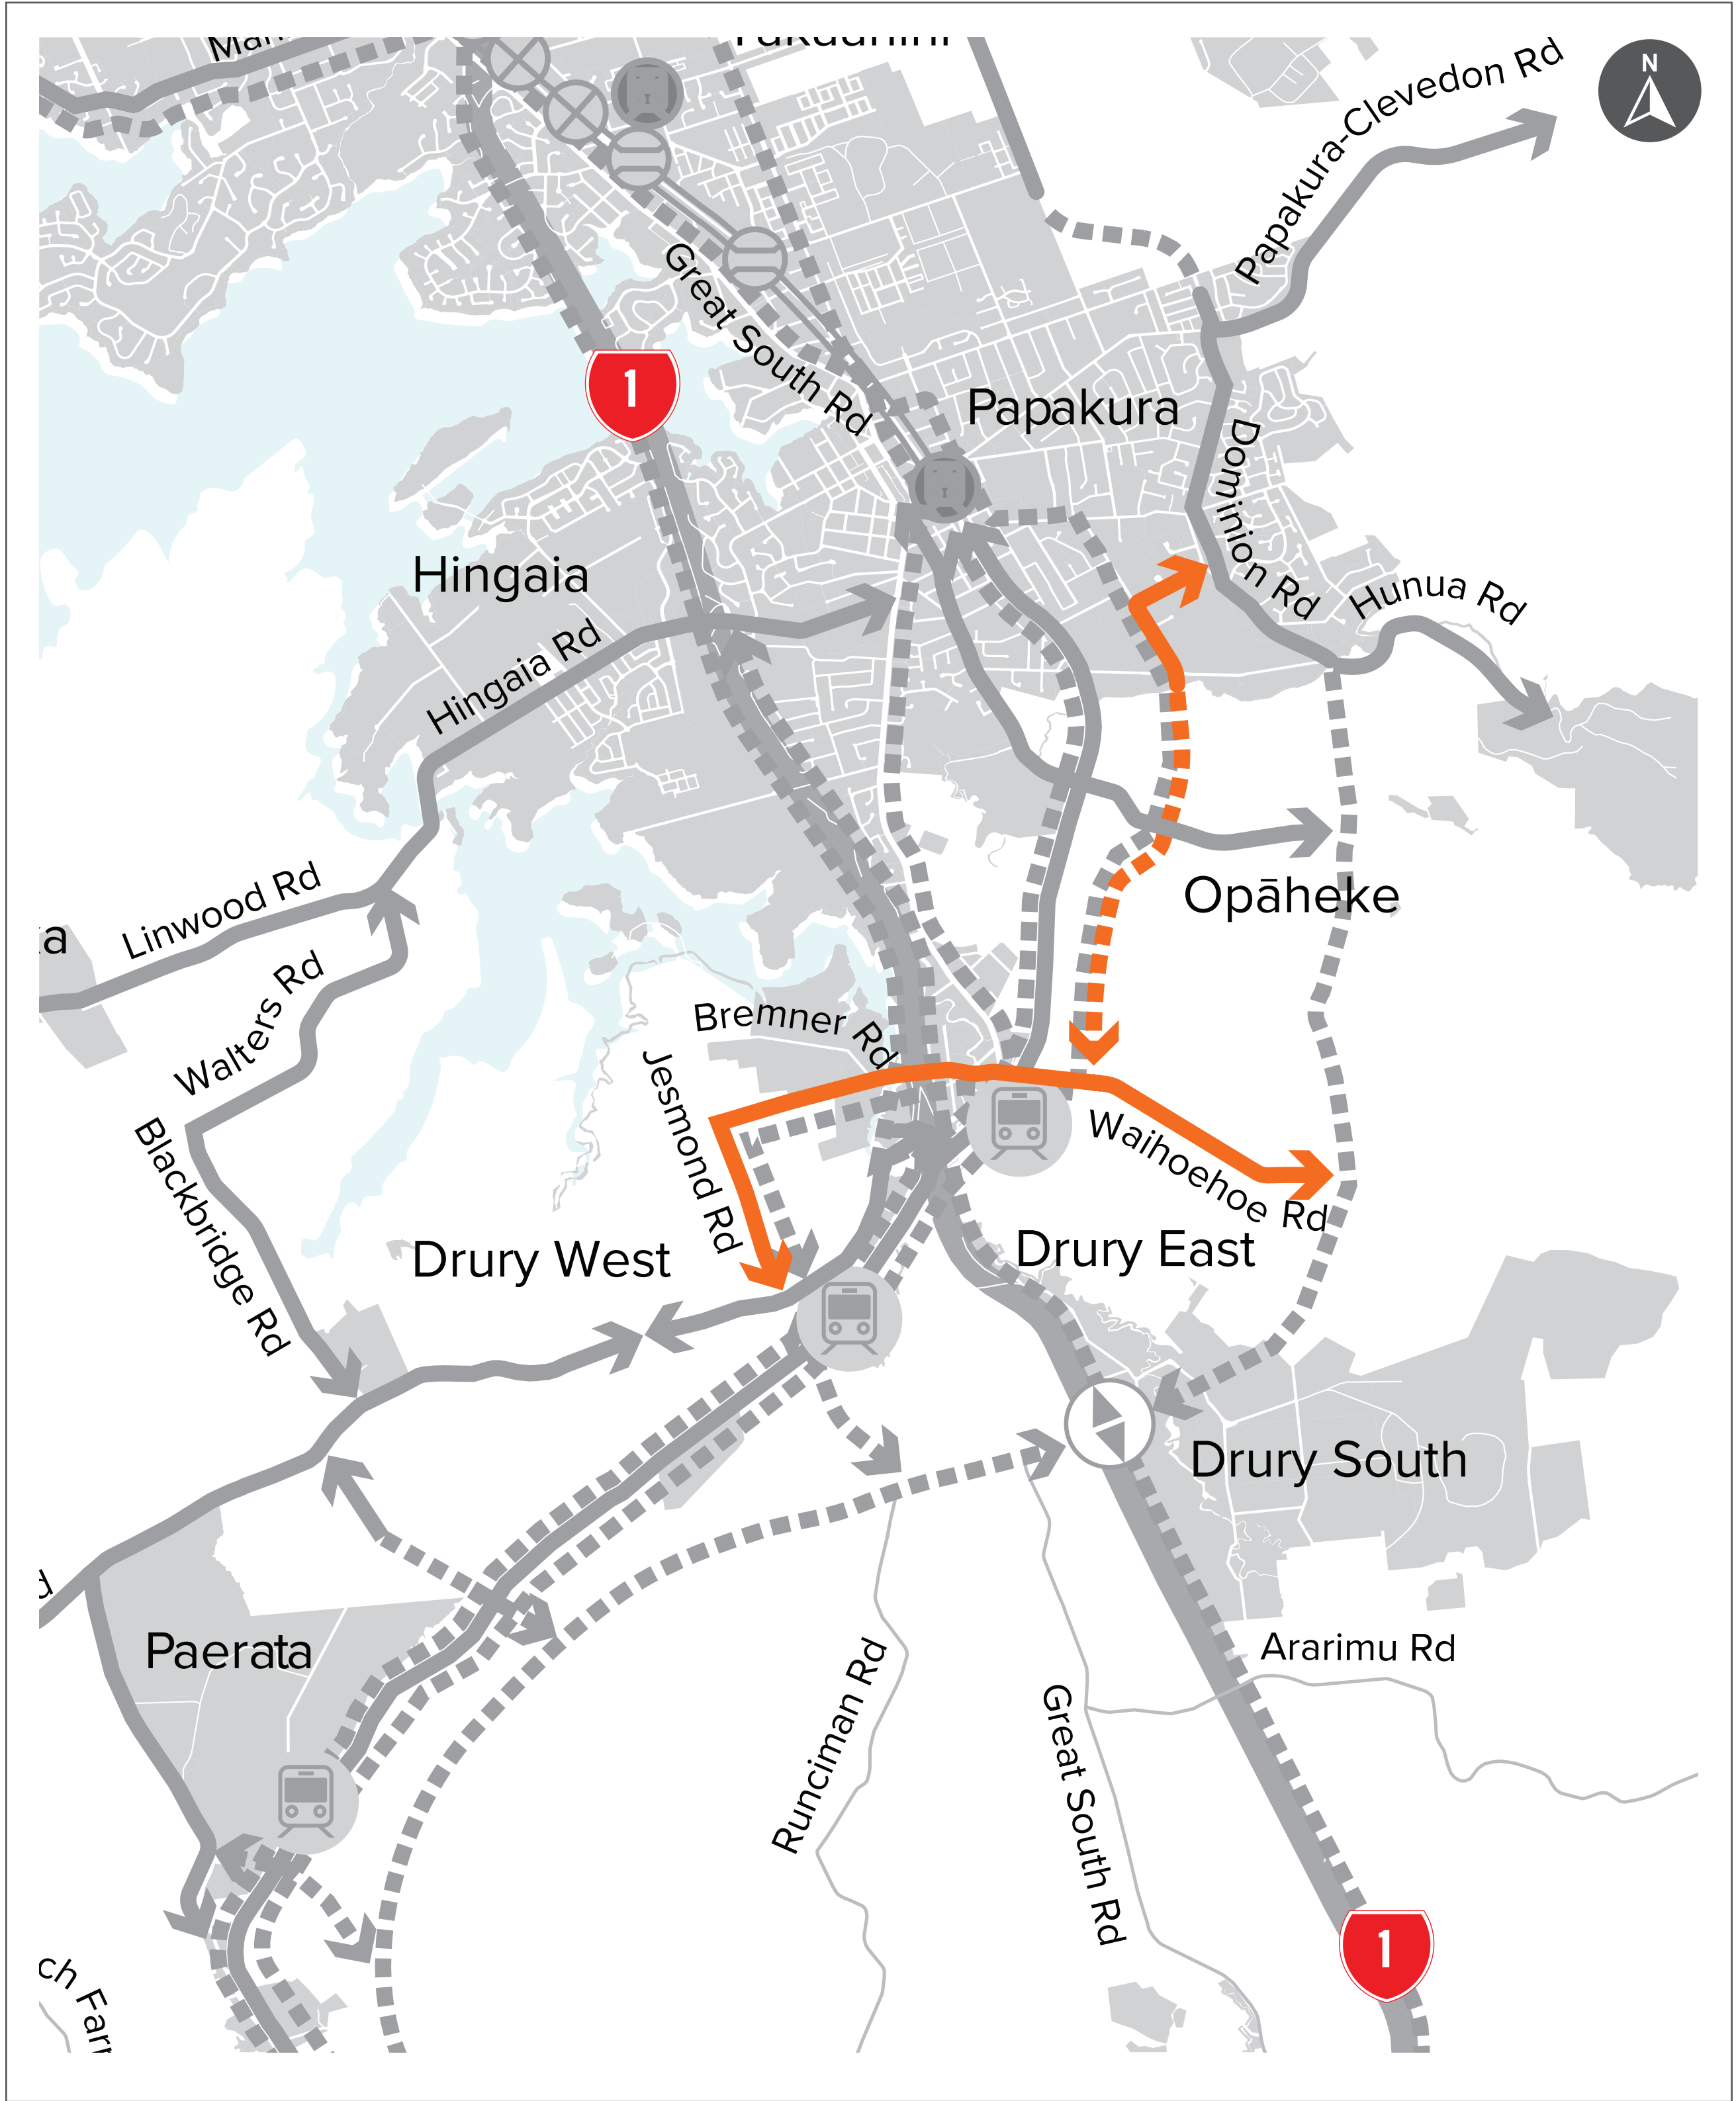 N
Papakura-Clevedon Rd
Great South Rd
1
Papakura
Dominion Rd
Hingaia
Hunua Rd
Hingaia Rd
Linwood Rd
Opāheke
Walters Rd
Bremner Rd
Jesmond Rd
Waihoehoe Rd
Blackbridge Rd
Drury West
Drury East
Drury South
Paerata
Ararimu Rd
Runciman Rd
Great South Rd
1